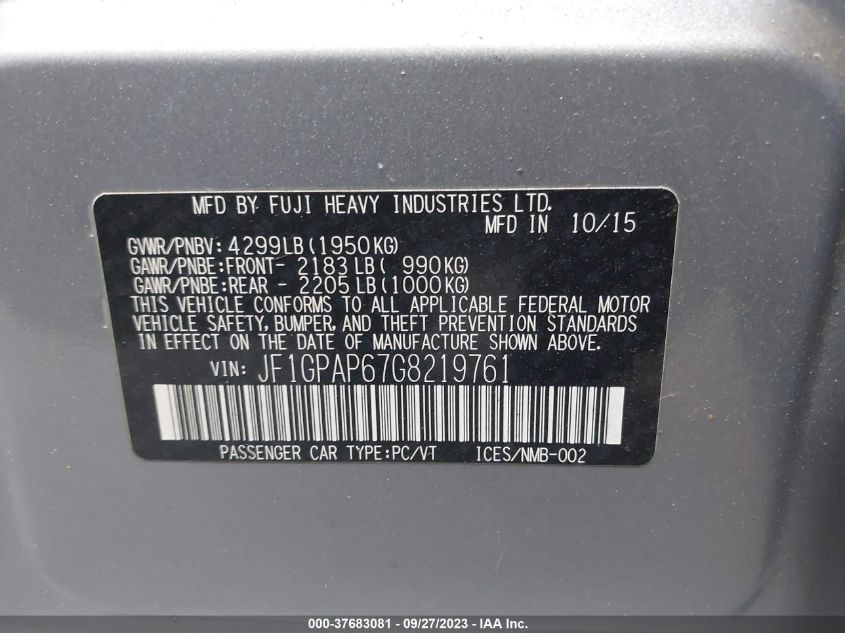 MFD BY FUJI HEAVY INDUSTRIES LTD.
MFD IN 10/15
GVWR/PNBV: 4299LB(1950KG)
GAWR/PNBE:FRONT- 2183LB( 990KG)
GAWR/PNBE:REAR - 2205LB(1000KG)
THIS VEHICLE CONFORMS TO ALL APPLICABLE FEDERAL MOTOR
VEHICLE SAFETY, BUMPER, AND THEFT PREVENTION STANDARDS
IN EFFECT ON THE DATE OF MANUFACTURE SHOWN ABOVE.
VIN: JF1GPAP67G8219761
PASSENGER CAR TYPE:PC/VT ICES/NMB-002
000-37683081 / 09/27/2023 - IAA Inc.